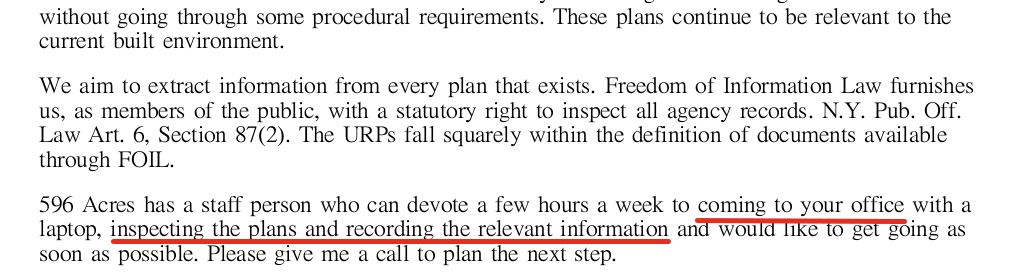 without going through some procedural requirements. These plans continue to be relevant to the
current built environment.
We aim to extract information from every plan that exists. Freedom of Information Law furnishes
us, as members of the public, with a statutory right to inspect all agency records. N.Y. Pub. Off.
Law Art. 6, Section 87(2). The URPs fall squarely within the definition of documents available
through FOIL.
596 Acres has a staff person who can devote a few hours a week to coming to your office with a
laptop, inspecting the plans and recording the relevant information and would like to get going as
soon as possible. Please give me a call to plan the next step.